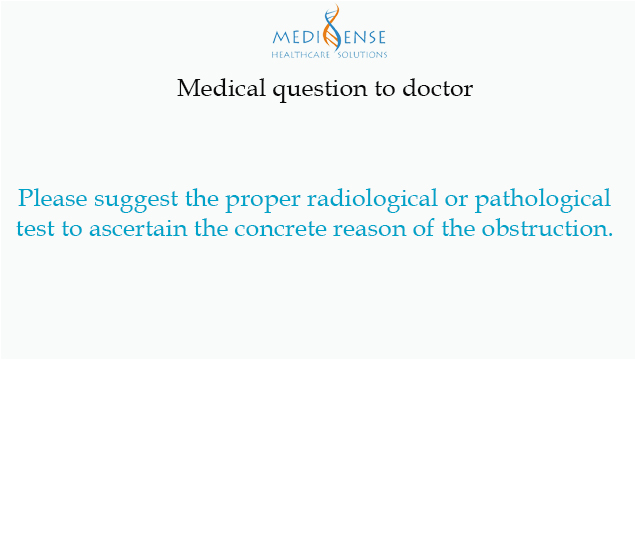 MEDISENSE
HEALTHCARE SOLUTIONS
Medical question to doctor
Please suggest the proper radiological or pathological
test to ascertain the concrete reason of the obstruction.